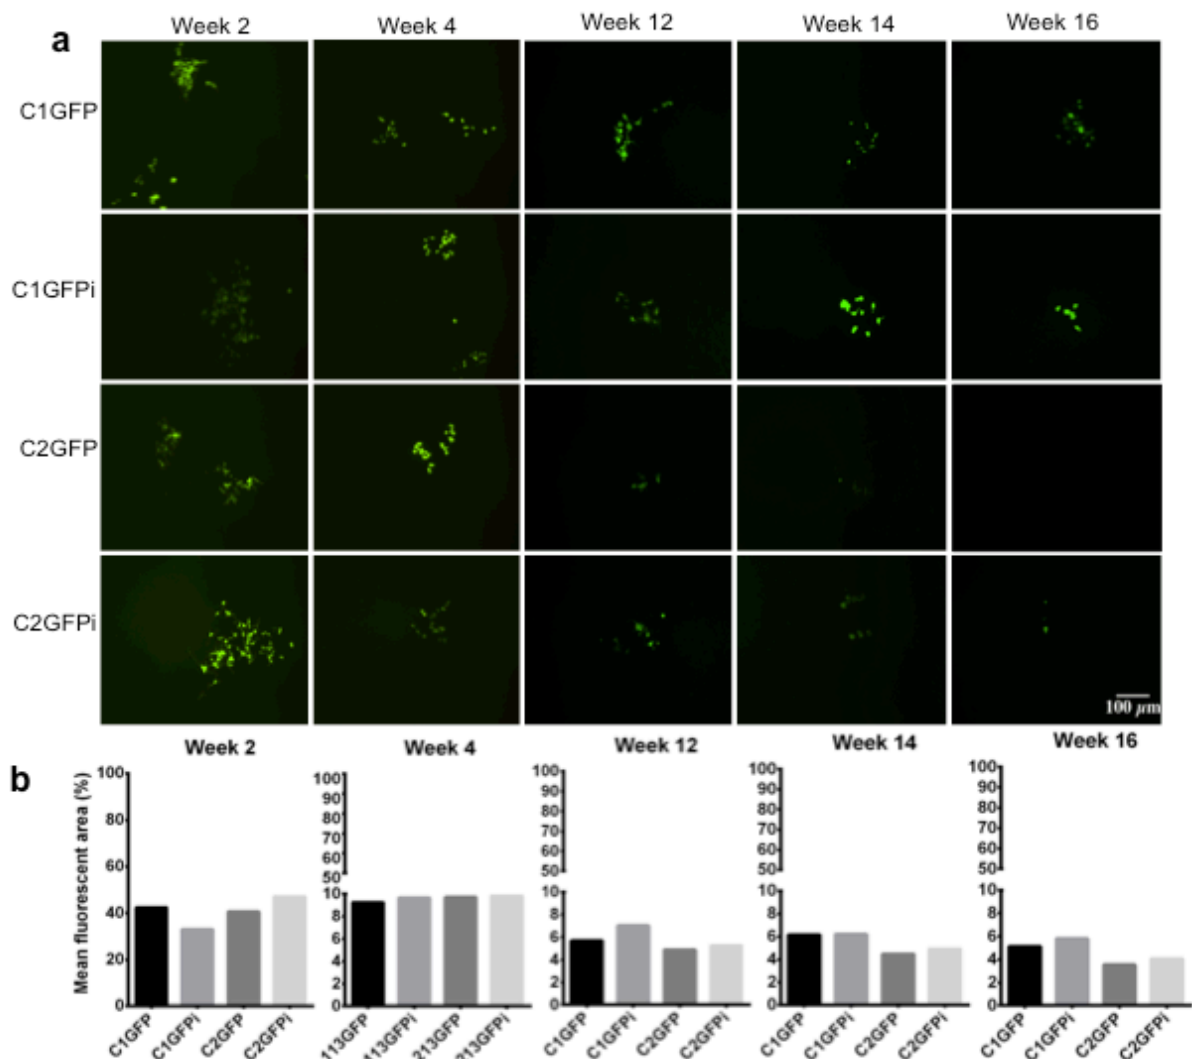 a
Week 2 Week 4 Week 12 Week 14 Week 16
C1GFP
C1GFPi
C2GFP
C2GFPi
100 µm
b
Week 2 Week 4 Week 12 Week 14 Week 16
Mean fluorescent area (%)
100 80 60 40 20 0
100 90 80 70 60 50 10 8 6 4 2 0
100 90 80 70 60 50 10 8 6 4 2 0
100 90 80 70 60 50 10 8 6 4 2 0
100 90 80 70 60 50 10 8 6 4 2 0
C1GFP C1GFPi C2GFP C2GFPi
113GFP 113GFPi 213GFP 213GFPi
C1GFP C1GFPi C2GFP C2GFPi
C1GFP C1GFPi C2GFP C2GFPi
C1GFP C1GFPi C2GFP C2GFPi